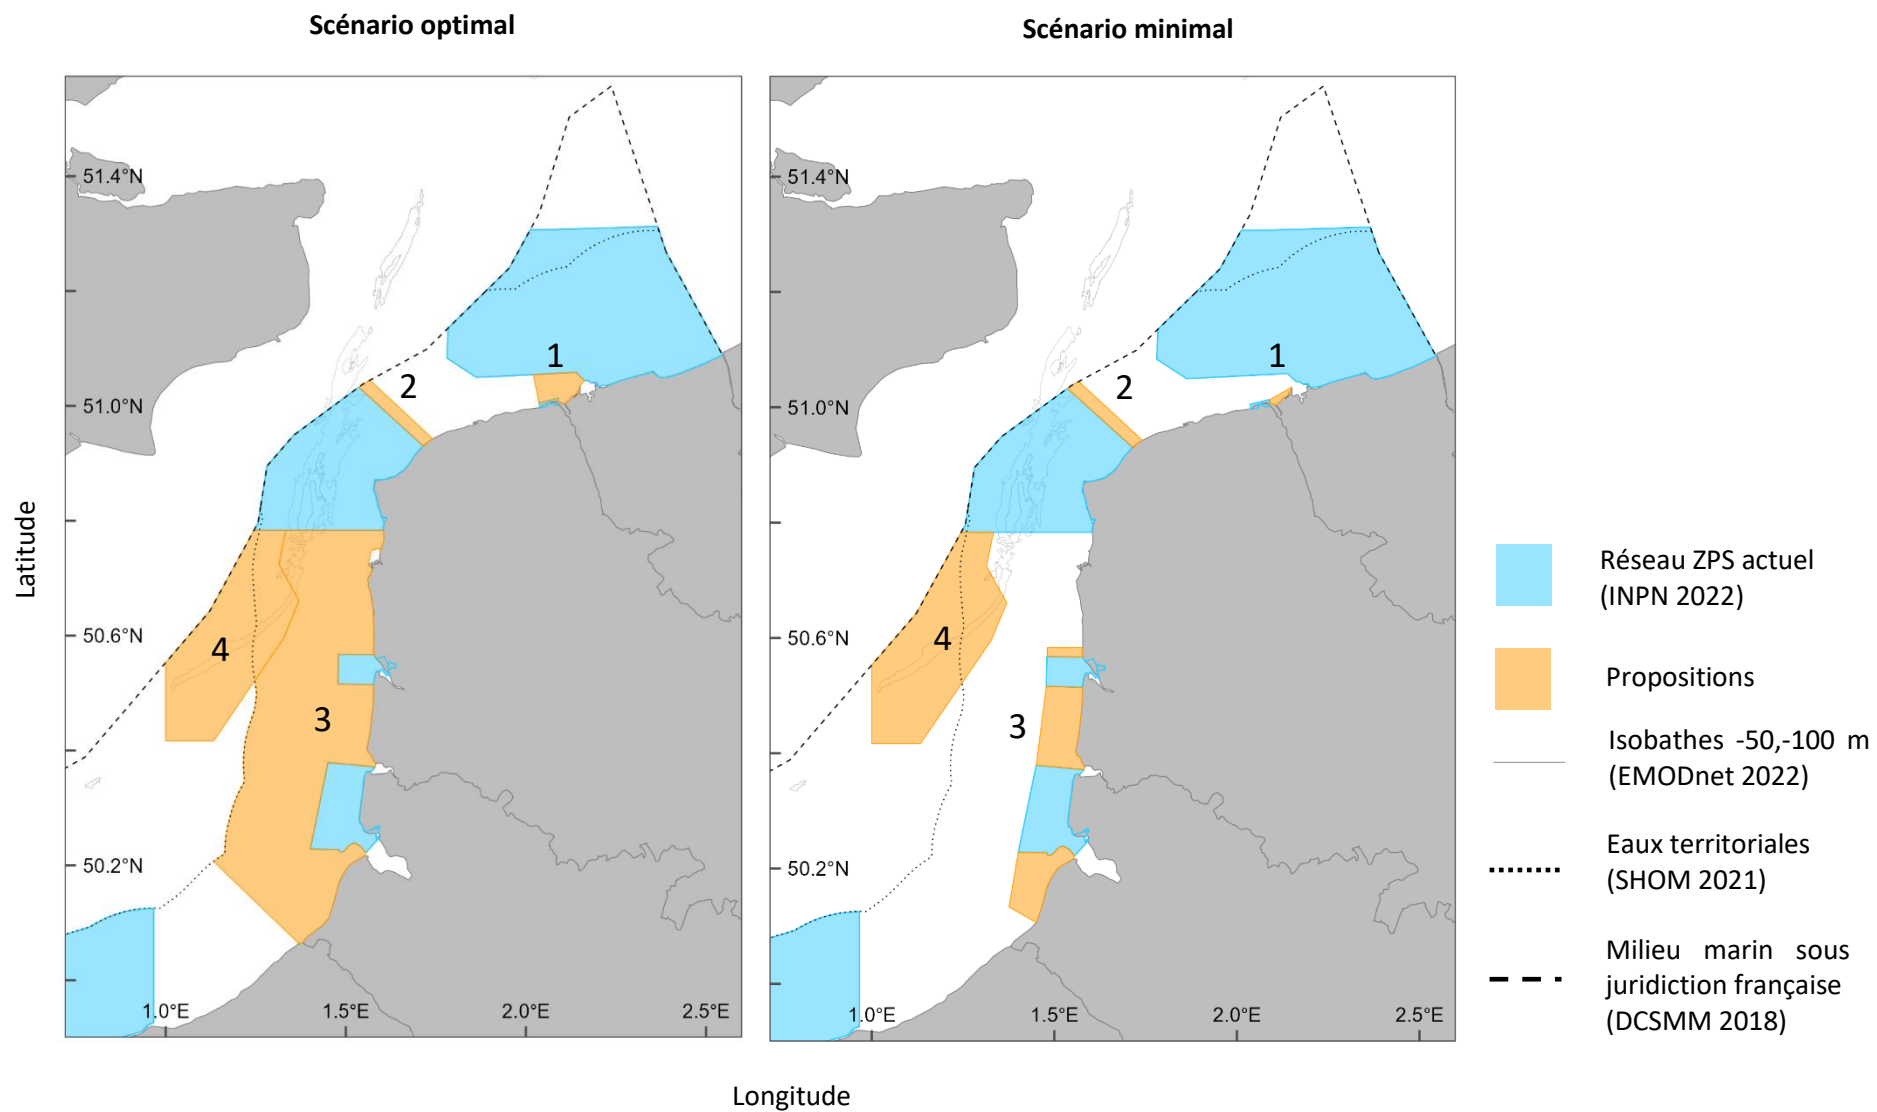 Scénario optimal
Scénario minimal
51.4°N
51.0°N
50.6°N
50.2°N
1.0°E
1.5°E
2.0°E
2.5°E
1
2
3
4
51.4°N
51.0°N
50.6°N
50.2°N
1.0°E
1.5°E
2.0°E
2.5°E
1
2
3
4
Latitude
Longitude
Réseau ZPS actuel
(INPN 2022)
Propositions
Isobathes -50,-100 m
(EMODnet 2022)
Eaux territoriales
(SHOM 2021)
Milieu marin sous
juridiction française
(DCSMM 2018)